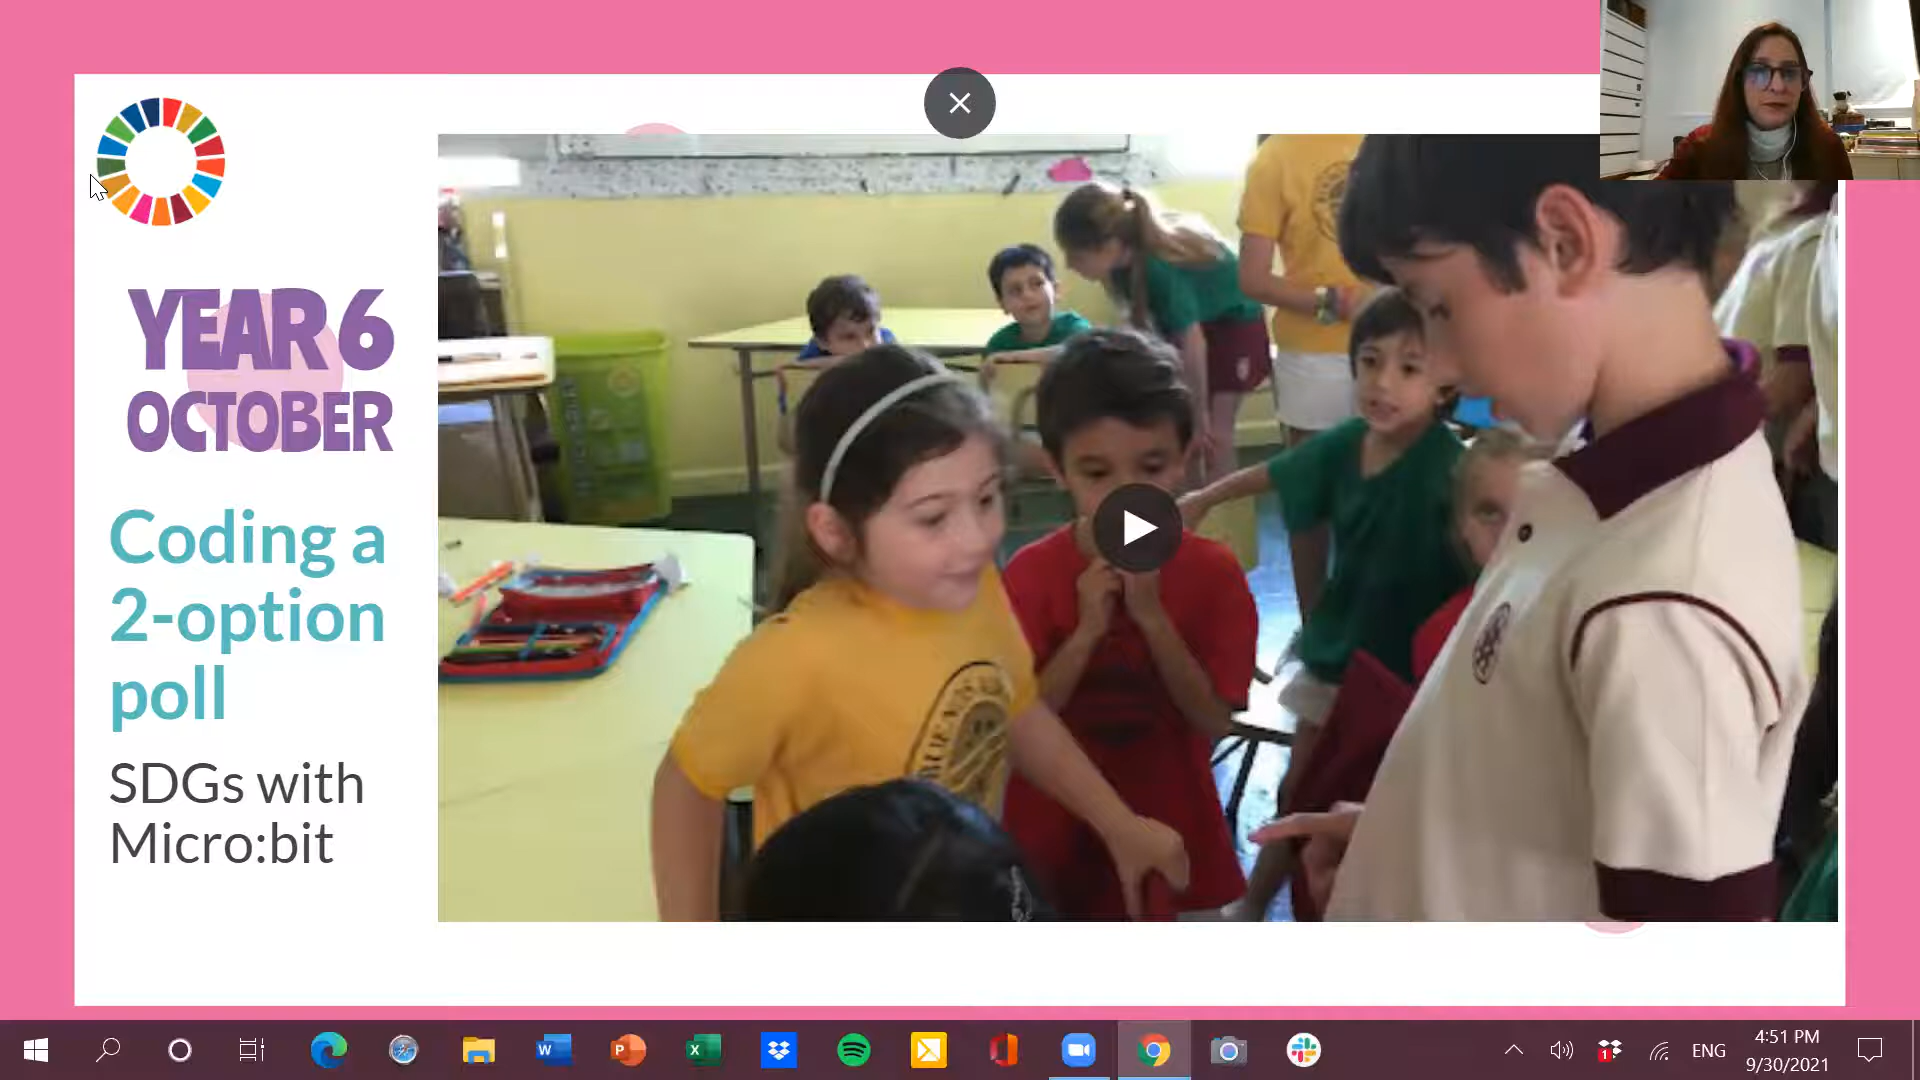 YEAR 6
OCTOBER
Coding a
2-option
poll
SDGs with
Micro:bit
ENG
4:51 PM
9/30/2021